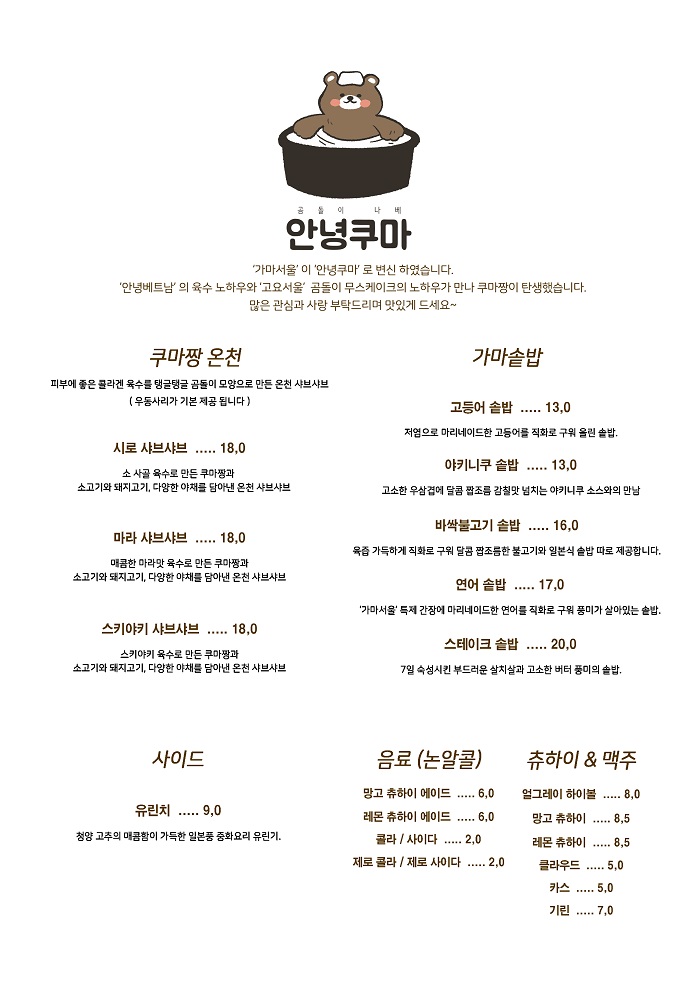 곰돌이 나베
안녕쿠마
'가마서울' 이 '안녕쿠마' 로 변신 하였습니다.
'안녕베트남' 의 육수 노하우와 '고요서울' 곰돌이 무스케이크의 노하우가 만나 쿠마짱이 탄생했습니다.
많은 관심과 사랑 부탁드리며 맛있게 드세요~
쿠마짱 온천
피부에 좋은 콜라겐 육수를 탱글탱글 곰돌이 모양으로 만든 온천 샤브샤브
( 우동사리가 기본 제공 됩니다 )
시로 샤브샤브 ..... 18,0
소 사골 육수로 만든 쿠마짱과
소고기와 돼지고기, 다양한 야채를 담아낸 온천 샤브샤브
마라 샤브샤브 ..... 18,0
매콤한 마라맛 육수로 만든 쿠마짱과
소고기와 돼지고기, 다양한 야채를 담아낸 온천 샤브샤브
스키야키 샤브샤브 ..... 18,0
스키야키 육수로 만든 쿠마짱과
소고기와 돼지고기, 다양한 야채를 담아낸 온천 샤브샤브
가마솥밥
고등어 솥밥 ..... 13,0
저염으로 마리네이드한 고등어를 직화로 구워 올린 솥밥.
야키니쿠 솥밥 ..... 13,0
고소한 우삼겹에 달콤 짭조름 감칠맛 넘치는 야키니쿠 소스와의 만남
바싹불고기 솥밥 ..... 16,0
육즙 가득하게 직화로 구워 달콤 짭조름한 불고기와 일본식 솥밥 따로 제공합니다.
연어 솥밥 ..... 17,0
'가마서울' 특제 간장에 마리네이드한 연어를 직화로 구워 풍미가 살아있는 솥밥.
스테이크 솥밥 ..... 20,0
7일 숙성시킨 부드러운 살치살과 고소한 버터 풍미의 솥밥.
사이드
유린치 ..... 9,0
청양 고추의 매콤함이 가득한 일본풍 중화요리 유린기.
음료 (논알콜)
망고 츄하이 에이드 ..... 6,0
레몬 츄하이 에이드 ..... 6,0
콜라 / 사이다 ..... 2,0
제로 콜라 / 제로 사이다 ..... 2,0
츄하이 & 맥주
얼그레이 하이볼 ..... 8,0
망고 츄하이 ..... 8,5
레몬 츄하이 ..... 8,5
클라우드 ..... 5,0
카스 ..... 5,0
기린 ..... 7,0